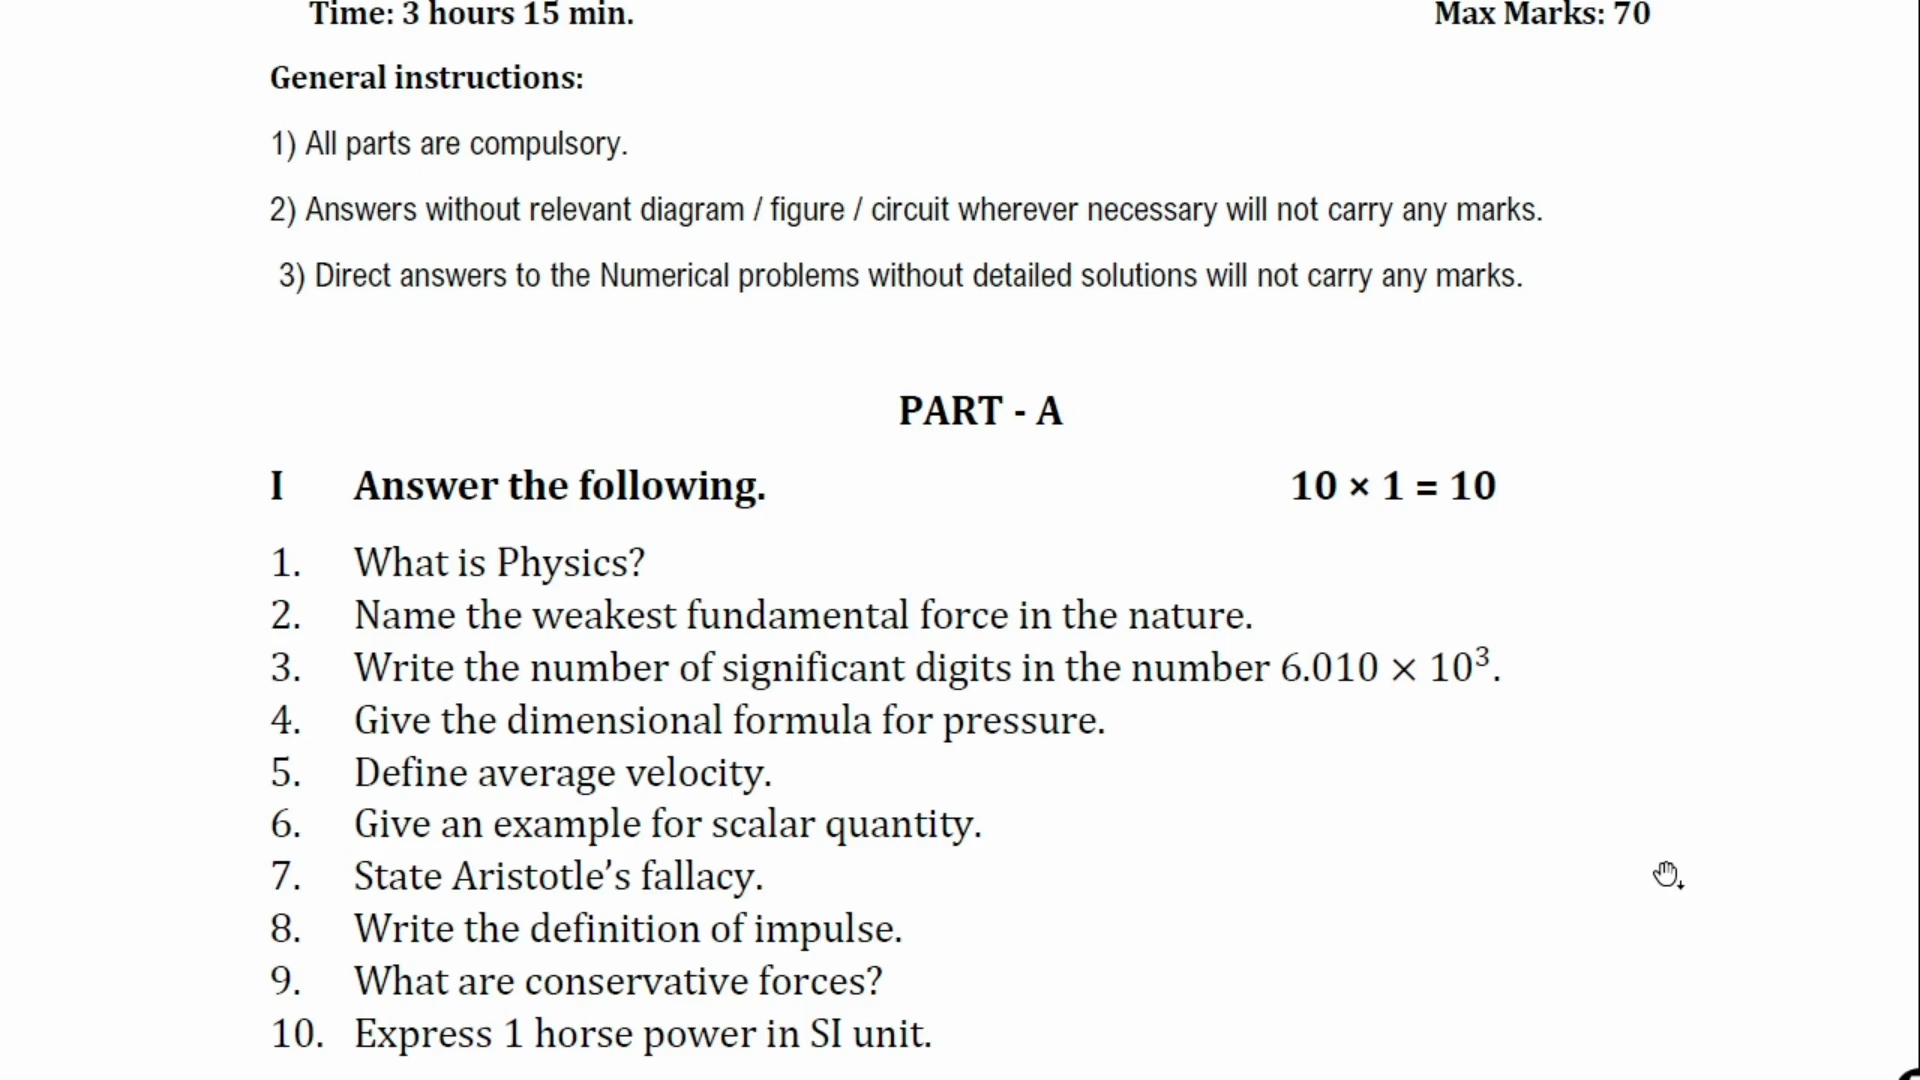 Time: 3 hours 15 min. Max Marks: 70
General instructions:
1) All parts are compulsory.
2) Answers without relevant diagram / figure / circuit wherever necessary will not carry any marks.
3) Direct answers to the Numerical problems without detailed solutions will not carry any marks.
PART - A
I Answer the following. 10 × 1 = 10
1. What is Physics?
2. Name the weakest fundamental force in the nature.
3. Write the number of significant digits in the number 6.010 × 10³.
4. Give the dimensional formula for pressure.
5. Define average velocity.
6. Give an example for scalar quantity.
7. State Aristotle’s fallacy.
8. Write the definition of impulse.
9. What are conservative forces?
10. Express 1 horse power in SI unit.